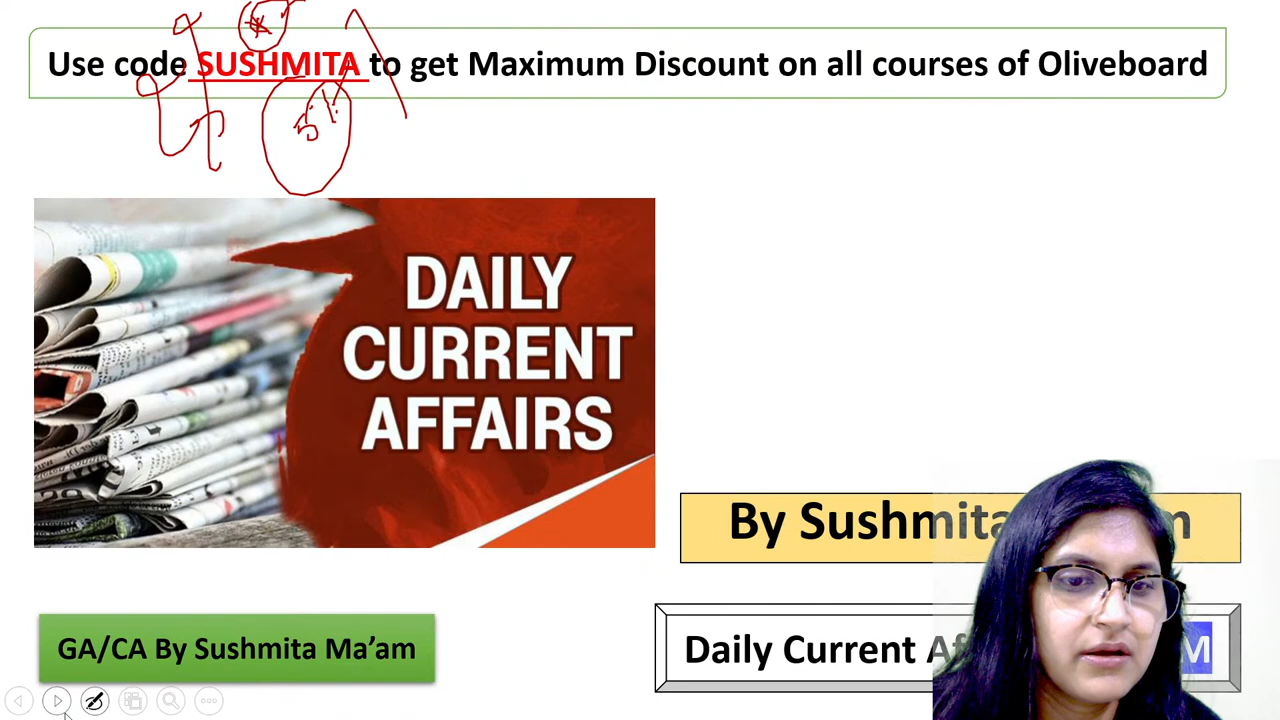 Use code SUSHMITA to get Maximum Discount on all courses of Oliveboard
5%
DAILY
CURRENT
AFFAIRS
By Sushmita
GA/CA By Sushmita Ma’am
Daily Current